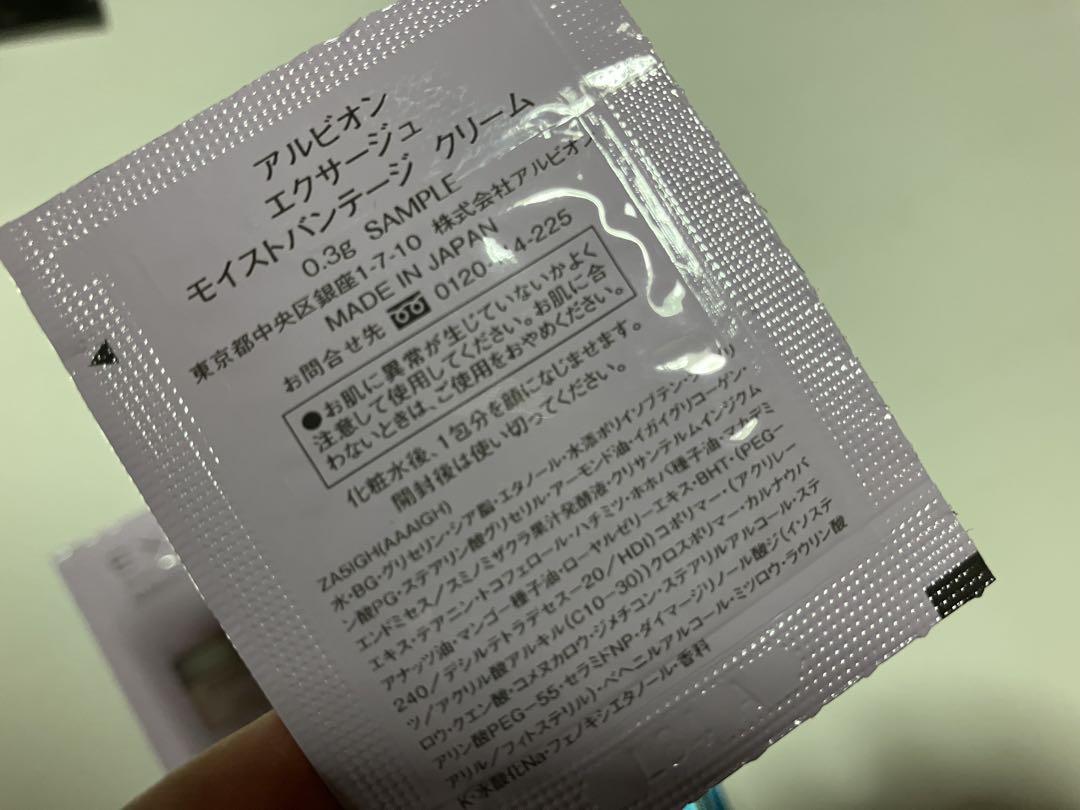 アルビオン
エクサージュ
モイストバンテージ クリーム
0.3g SAMPLE
東京都中央区銀座1-7-10 株式会社アルビオン
MADE IN JAPAN
お問合せ先 0120-114-225
●お肌に異常が生じていないかよく
注意して使用してください。お肌に合
わないときは、ご使用をおやめください。
化粧水後、1包分を顔になじませます。
開封後は使い切ってください。
ZA5IGH(AAAIGH)
水・BG・グリセリン・シア脂・エタノール・水添ポリイソブテン・
酸PG・ステアリン酸グリセリル・アーモンド油・イガイグリコーゲン・
エンドミセス/スミノミザクラ果汁発酵液・クリサンテルムインジクム
エキス・テアニン・トコフェロール・ハチミツ・ホホバ種子油・マカデミ
アナッツ油・マンゴー種子油・ローヤルゼリーエキス・BHT・(PEG-
240/デシルテトラデセス-20/HDI)コポリマー・(アクリレー
ツ/アクリル酸アルキル(C10-30))クロスポリマー・カルナウバ
ロウ・クエン酸・コメヌカロウ・ジメチコン・ステアリルアルコール・ステ
アリン酸PEG-55・セラミドNP・ダイマージリノール酸ジ(イソステ
アリル/フィトステリル)・ベヘニルアルコール・ミツロウ・ラウリン酸
K・水酸化Na・フェノキシエタノール・香料